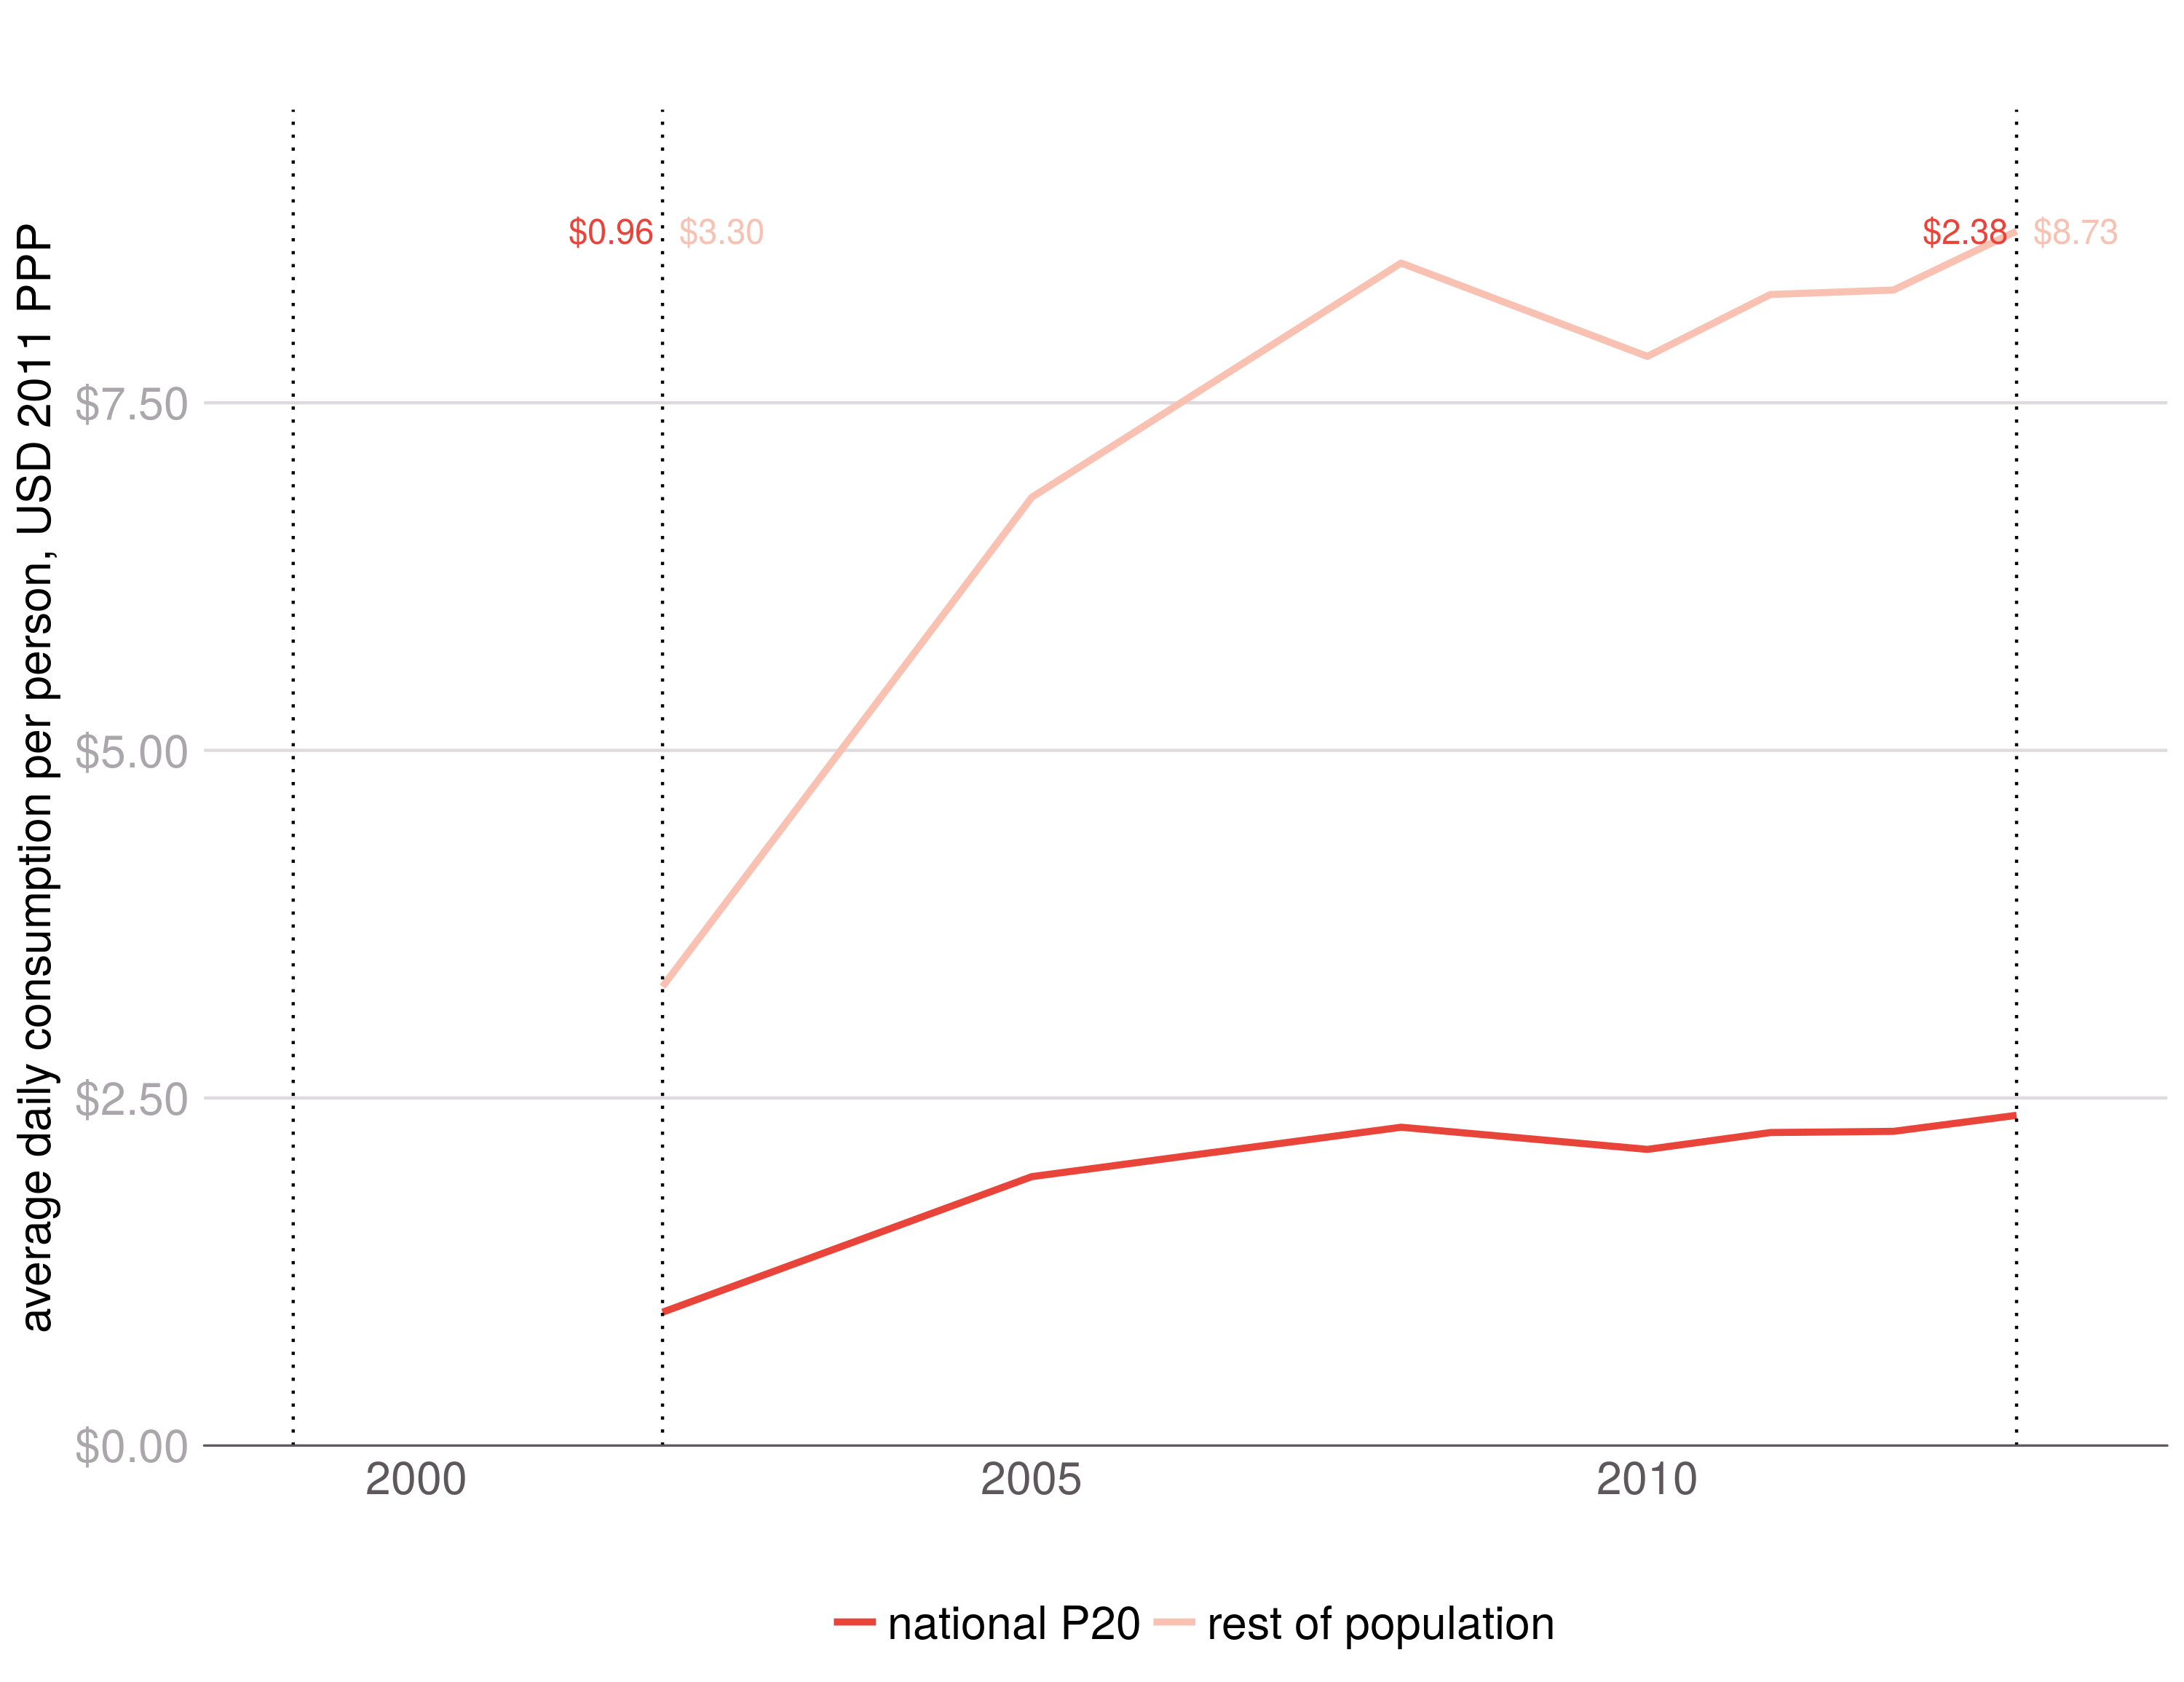 average daily consumption per person, USD 2011 PPP
$0.96 $3.30 $2.38 $8.73
$7.50
$5.00
$2.50
$0.00
2000 2005 2010
national P20 rest of population